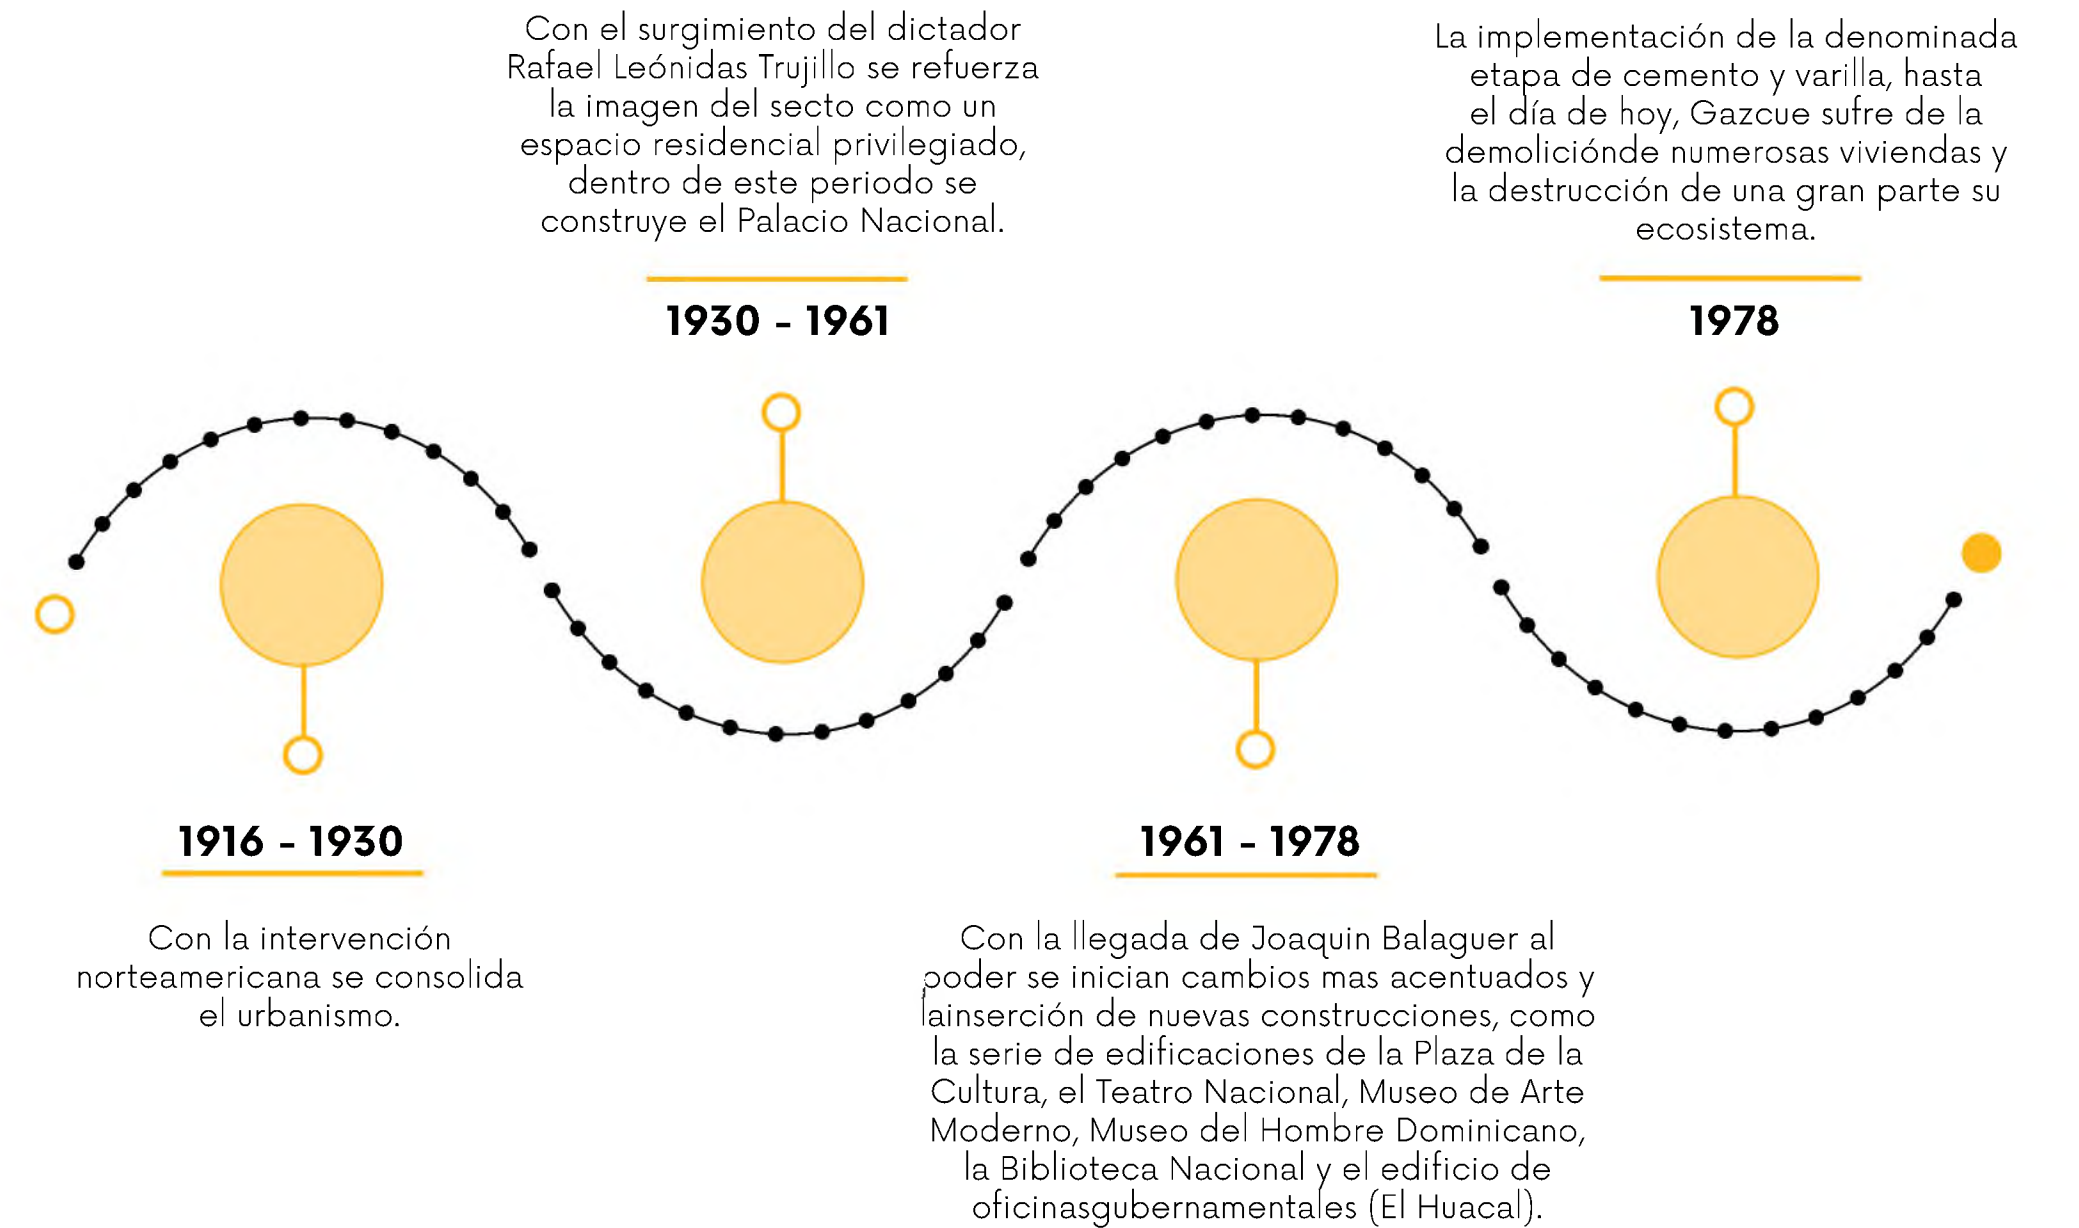 Con el surgimiento del dictador
Rafael Leónidas Trujillo se refuerza
la imagen del secto como un
espacio residencial privilegiado,
dentro de este periodo se
construye el Palacio Nacional.
1930 - 1961
La implementación de la denominada
etapa de cemento y varilla, hasta
el día de hoy, Gazcue sufre de la
demoliciónde numerosas viviendas y
la destrucción de una gran parte su
ecosistema.
1978
1916 - 1930
Con la intervención
norteamericana se consolida
el urbanismo.
1961 - 1978
Con la llegada de Joaquin Balaguer al
poder se inician cambios mas acentuados y
lainserción de nuevas construcciones, como
la serie de edificaciones de la Plaza de la
Cultura, el Teatro Nacional, Museo de Arte
Moderno, Museo del Hombre Dominicano,
la Biblioteca Nacional y el edificio de
oficinasgubernamentales (El Huacal).